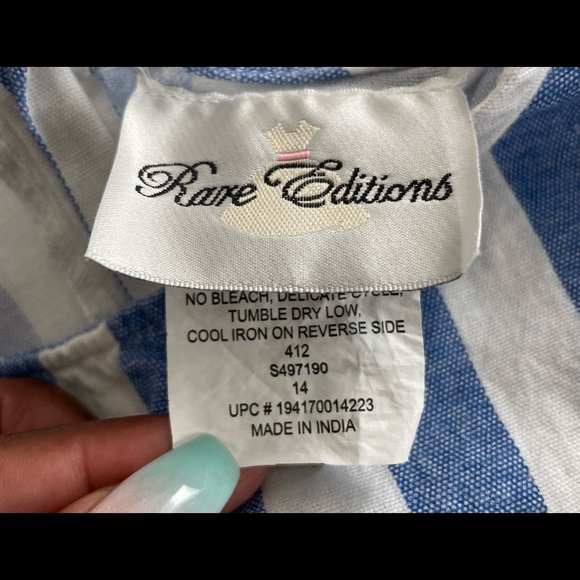 Rare Editions
NO BLEACH, DELICATE CYCLE,
TUMBLE DRY LOW,
COOL IRON ON REVERSE SIDE
412
S497190
14
UPC # 194170014223
MADE IN INDIA